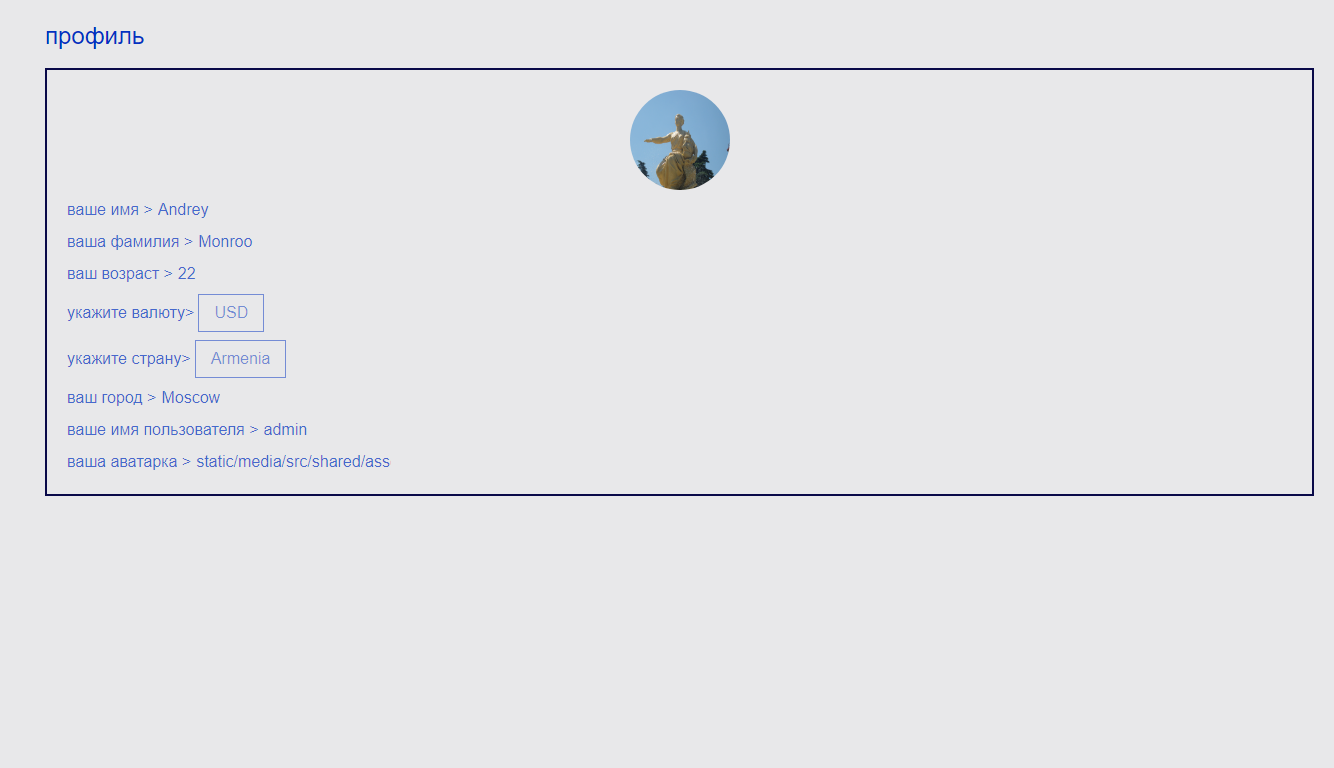 профиль
ваше имя > Andrey
ваша фамилия > Monroo
ваш возраст > 22
укажите валюту> USD
укажите страну> Armenia
ваш город > Moscow
ваше имя пользователя > admin
ваша аватарка > static/media/src/shared/ass